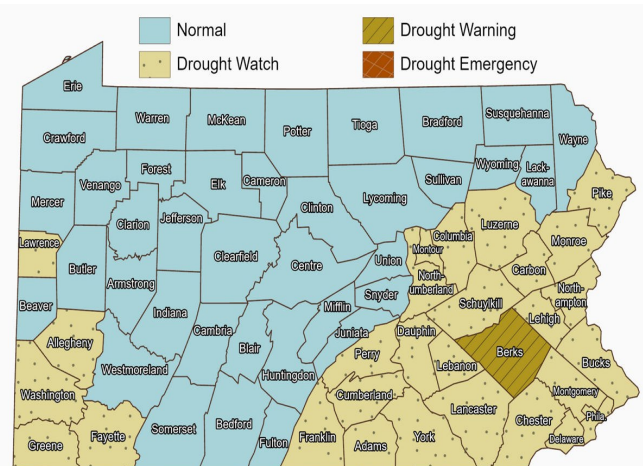 Normal
Drought Warning
Drought Watch
Drought Emergency
Erie
Warren
McKean
Potter
Tioga
Bradford
Susquehanna
Wayne
Crawford
Forest
Elk
Cameron
Clinton
Lycoming
Sullivan
Wyoming
Lack-
awanna
Pike
Mercer
Venango
Clarion
Jefferson
Clearfield
Centre
Union
Montour
Columbia
Luzerne
Monroe
Lawrence
Butler
Armstrong
Indiana
Snyder
North-
umberland
Carbon
North-
ampton
Beaver
Cambria
Blair
Mifflin
Juniata
Schuylkill
Lehigh
Allegheny
Westmoreland
Huntingdon
Perry
Dauphin
Lebanon
Berks
Bucks
Washington
Cumberland
Lancaster
Montgomery
Phila.
Greene
Fayette
Somerset
Bedford
Fulton
Franklin
Adams
York
Chester
Delaware